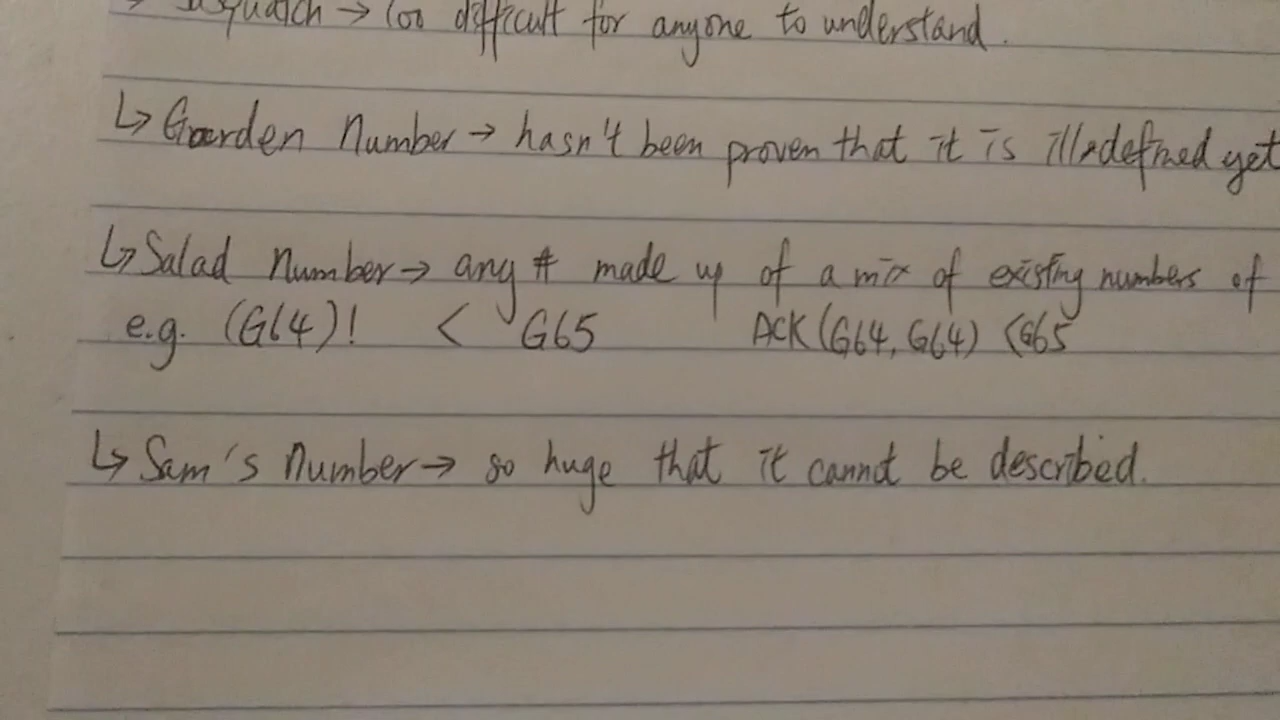 ↳ Sasquatch → too difficult for anyone to understand.
↳ Garden Number → hasn't been proven that it is ill-defined yet
↳ Salad Number → any # made up of a mix of existing numbers of
e.g. (G64)! < G65 ACK (G64, G64) < G65
↳ Sam's Number → so huge that it cannot be described.